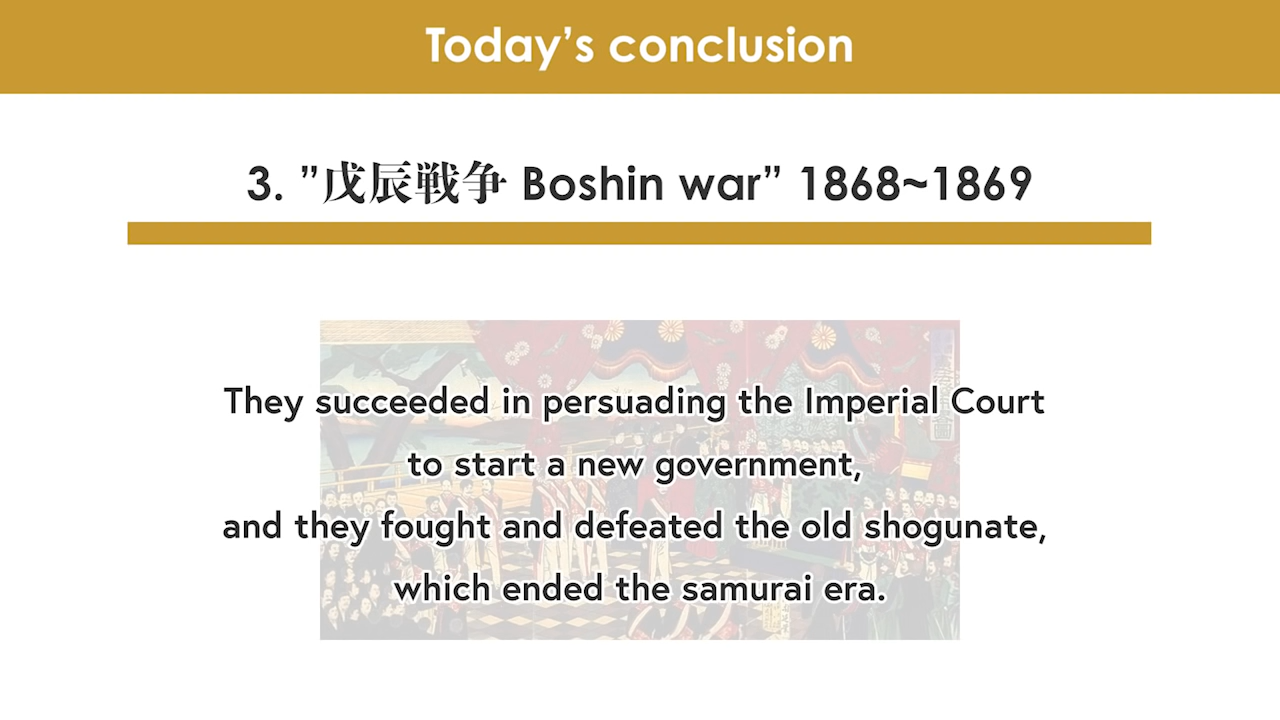 Today's conclusion
3. ”戊辰戦争 Boshin war” 1868~1869
They succeeded in persuading the Imperial Court
to start a new government,
and they fought and defeated the old shogunate,
which ended the samurai era.